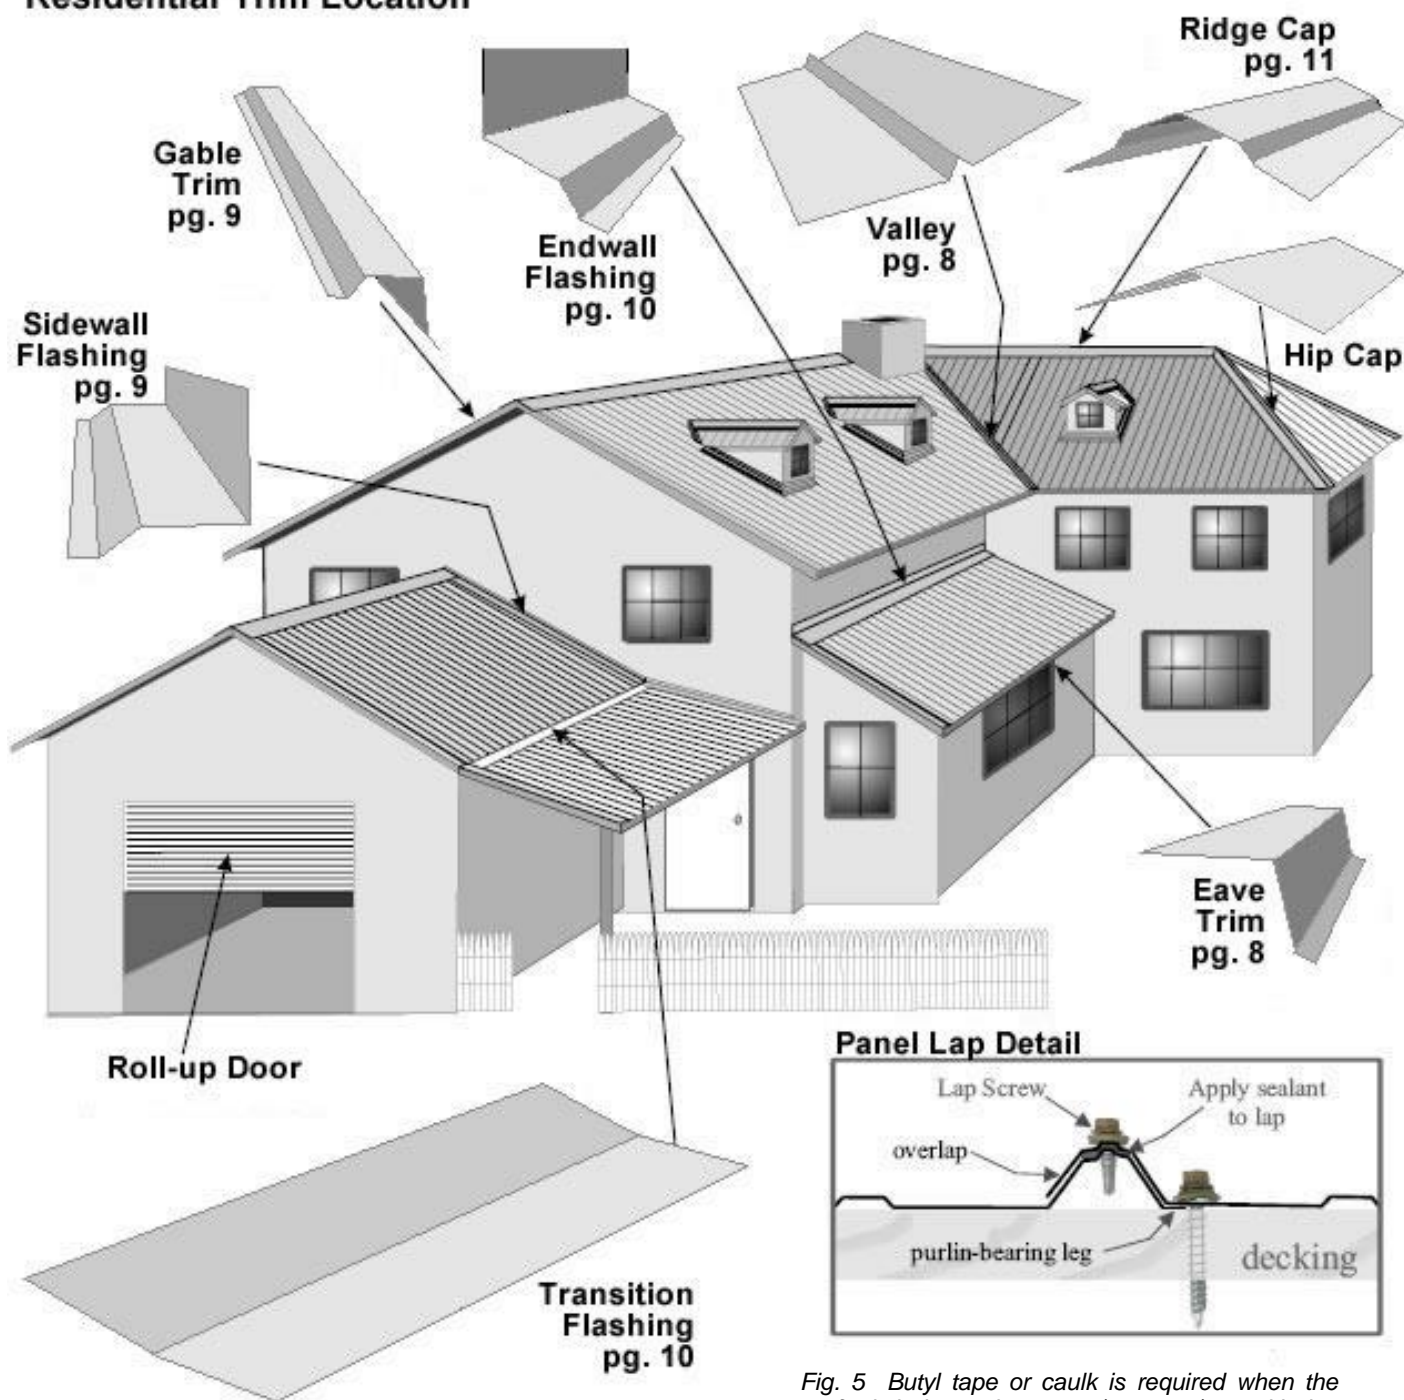 Residential Trim Location
Ridge Cap
pg. 11
Gable
Trim
pg. 9
Endwall
Flashing
pg. 10
Valley
pg. 8
Sidewall
Flashing
pg. 9
Hip Cap
Eave
Trim
pg. 8
Roll-up Door
Panel Lap Detail
Lap Screw
Apply sealant
to lap
overlap
purlin-bearing leg
decking
Transition
Flashing
pg. 10
Fig. 5 Butyl tape or caulk is required when the